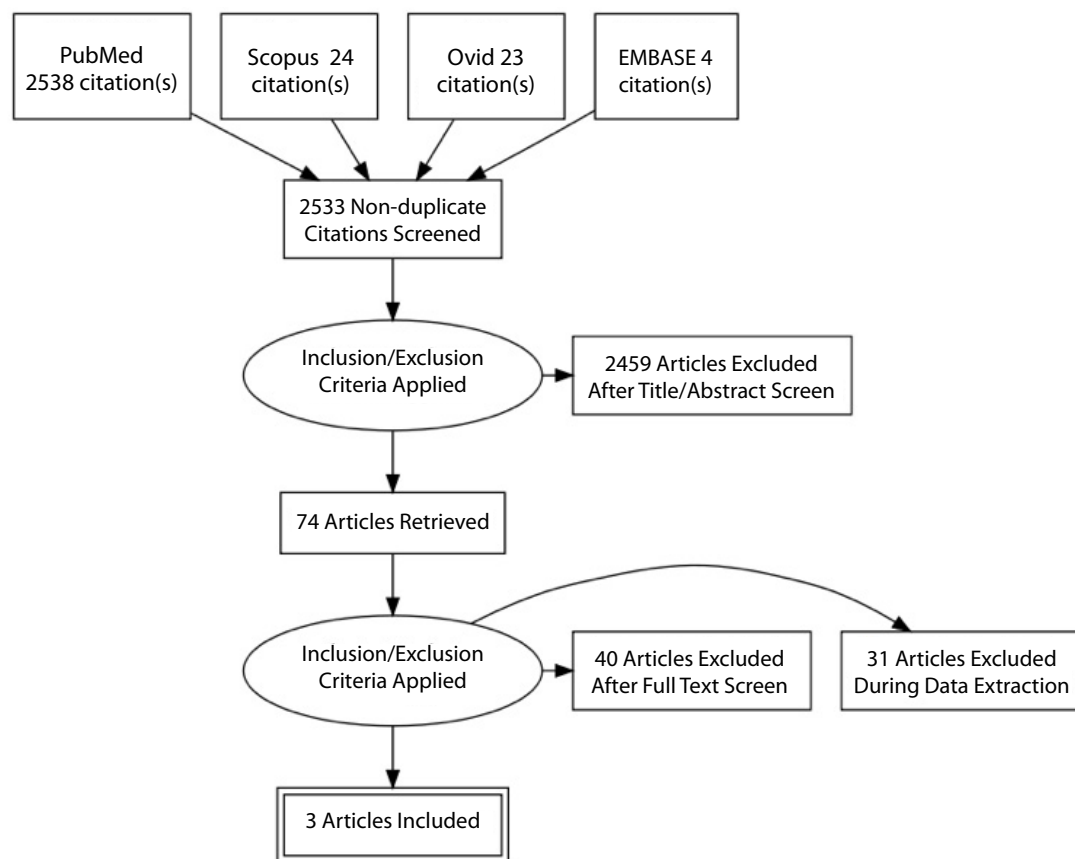 PubMed
2538 citation(s)
Scopus 24
citation(s)
Ovid 23
citation(s)
EMBASE 4
citation(s)
2533 Non-duplicate
Citations Screened
Inclusion/Exclusion
Criteria Applied
2459 Articles Excluded
After Title/Abstract Screen
74 Articles Retrieved
Inclusion/Exclusion
Criteria Applied
40 Articles Excluded
After Full Text Screen
31 Articles Excluded
During Data Extraction
3 Articles Included